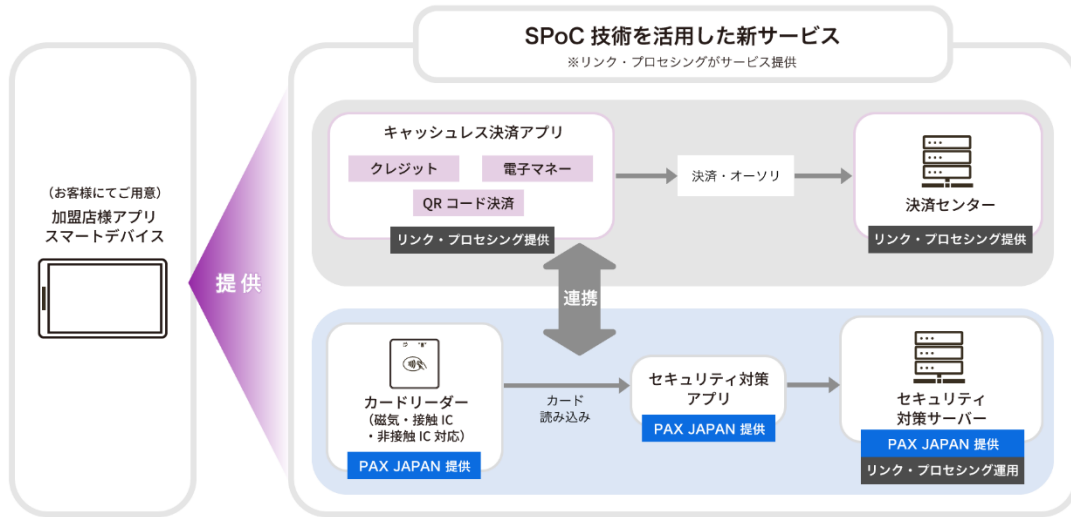 SPoC 技術を活用した新サービス
※リンク・プロセシングがサービス提供
（お客様にてご用意）
加盟店様アプリ
スマートデバイス
提供
キャッシュレス決済アプリ
クレジット
電子マネー
QR コード決済
リンク・プロセシング提供
決済・オーソリ
決済センター
リンク・プロセシング提供
連携
カードリーダー
（磁気・接触 IC
・非接触 IC 対応）
PAX JAPAN 提供
カード
読み込み
セキュリティ対策
アプリ
PAX JAPAN 提供
セキュリティ
対策サーバー
PAX JAPAN 提供
リンク・プロセシング運用